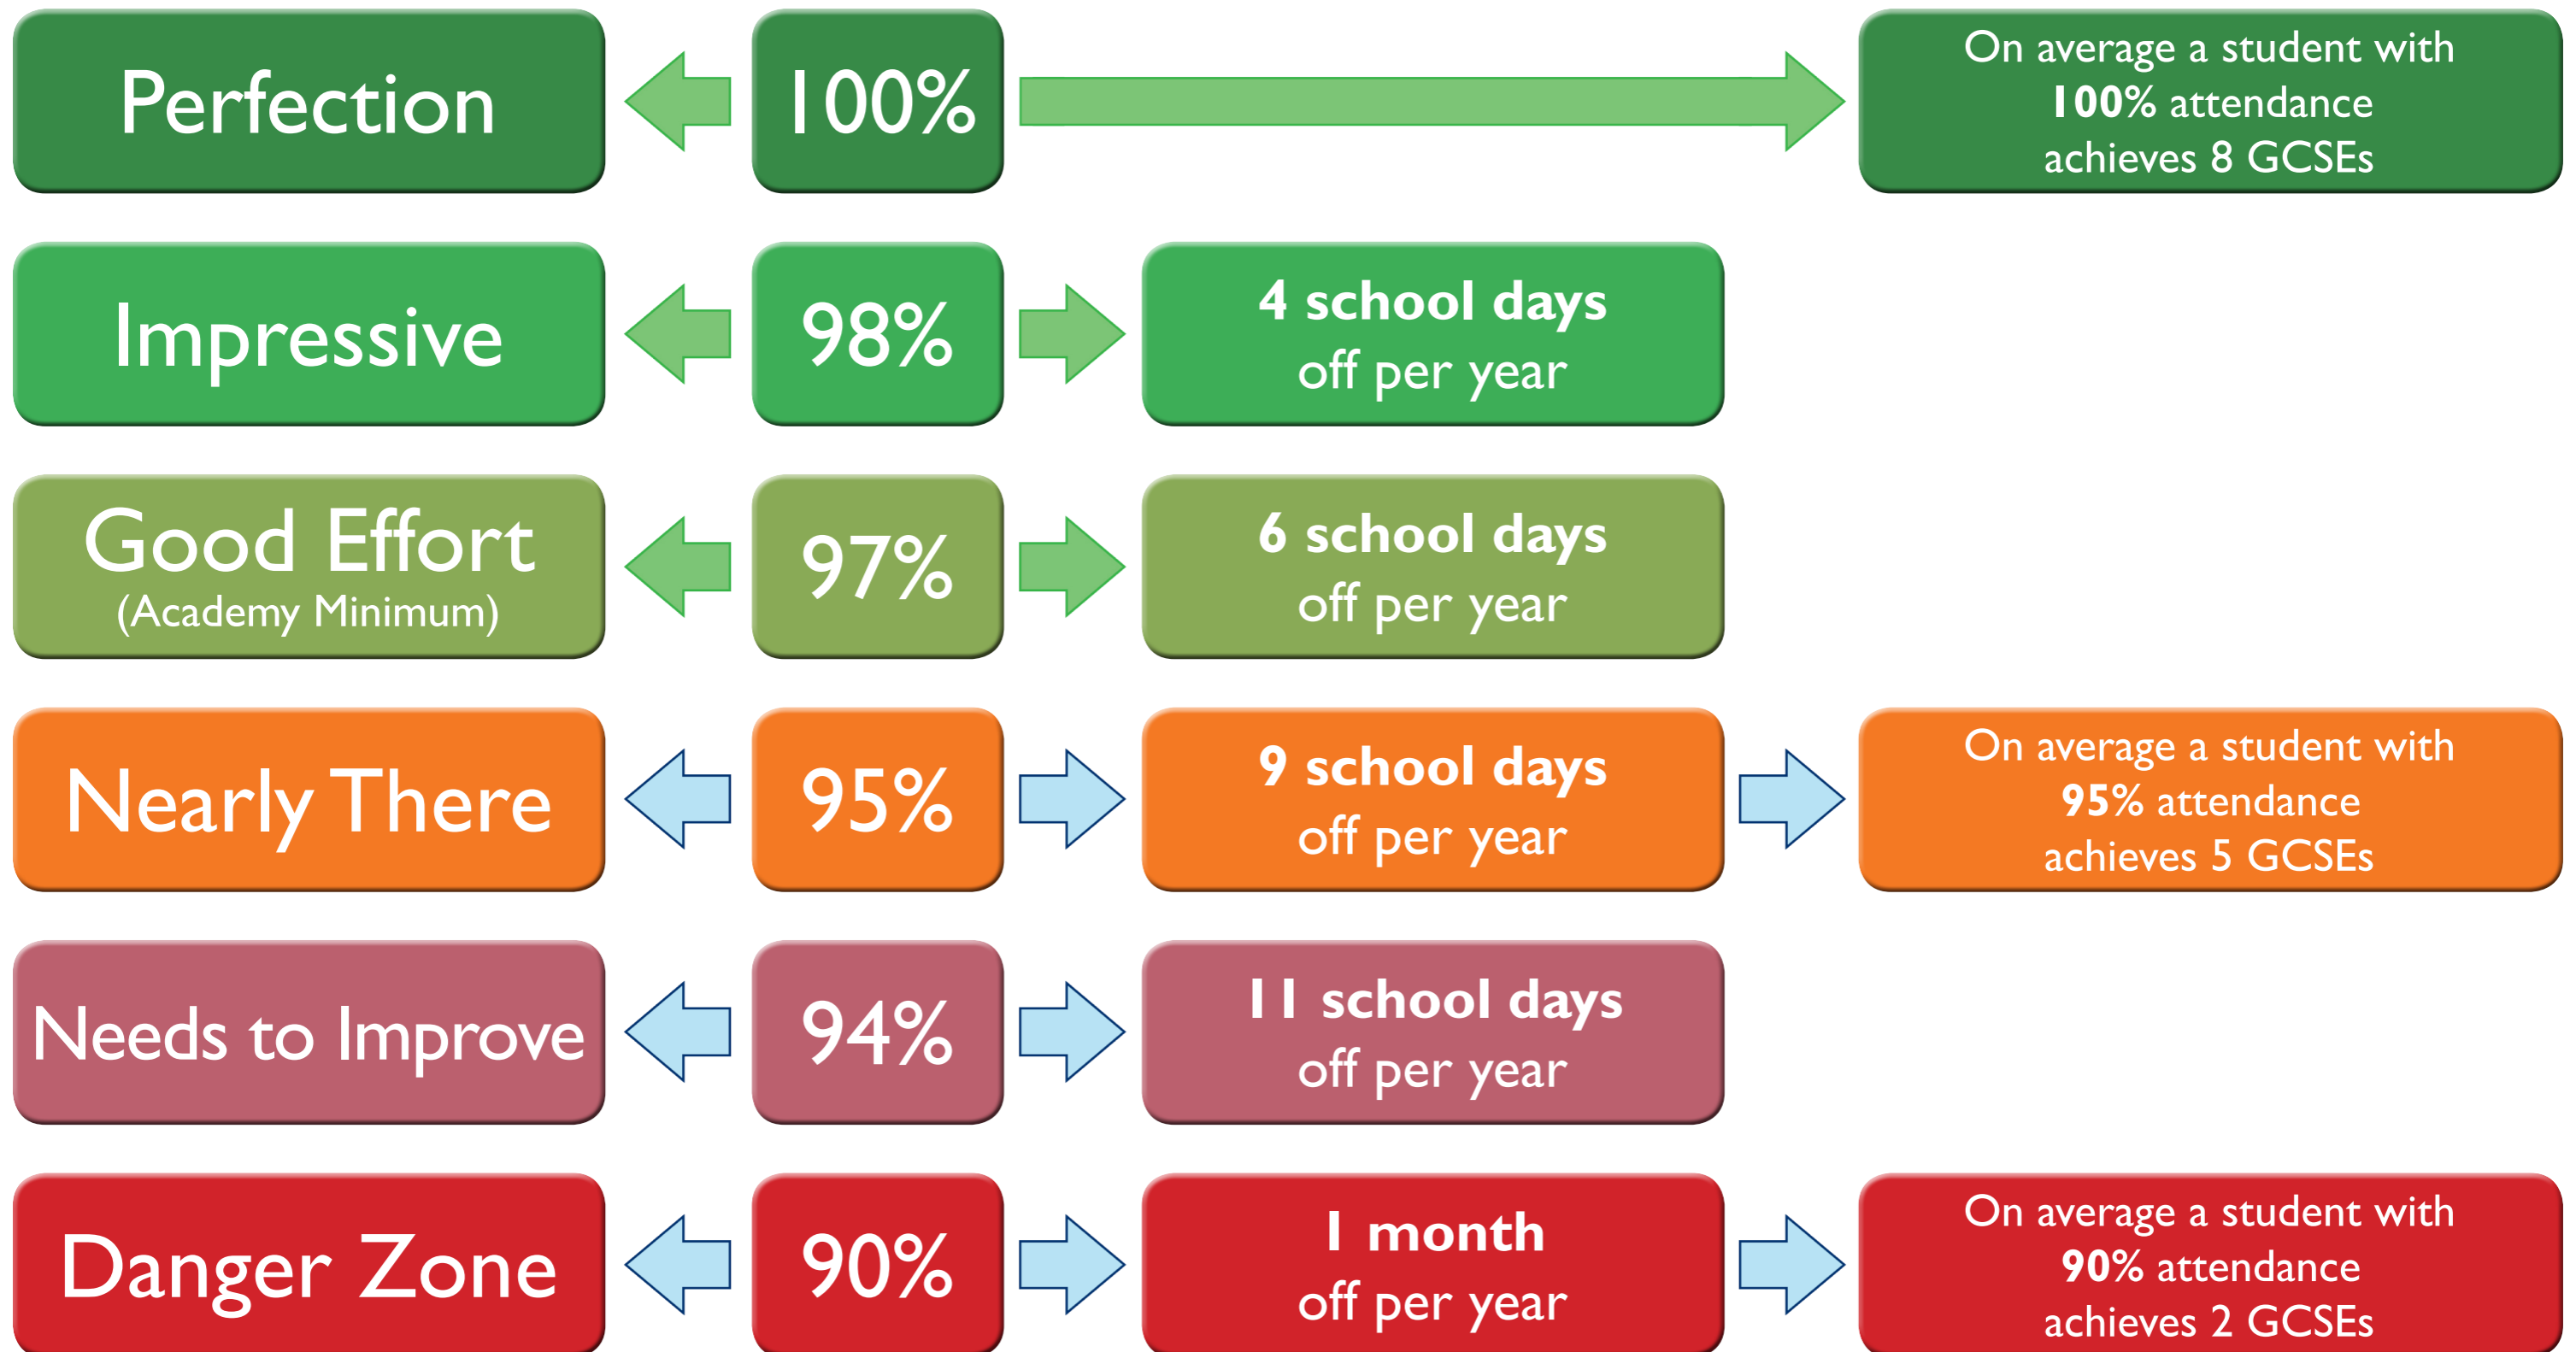 Perfection
100%
On average a student with
100% attendance
achieves 8 GCSEs
Impressive
98%
4 school days
off per year
Good Effort
(Academy Minimum)
97%
6 school days
off per year
Nearly There
95%
9 school days
off per year
On average a student with
95% attendance
achieves 5 GCSEs
Needs to Improve
94%
11 school days
off per year
Danger Zone
90%
1 month
off per year
On average a student with
90% attendance
achieves 2 GCSEs